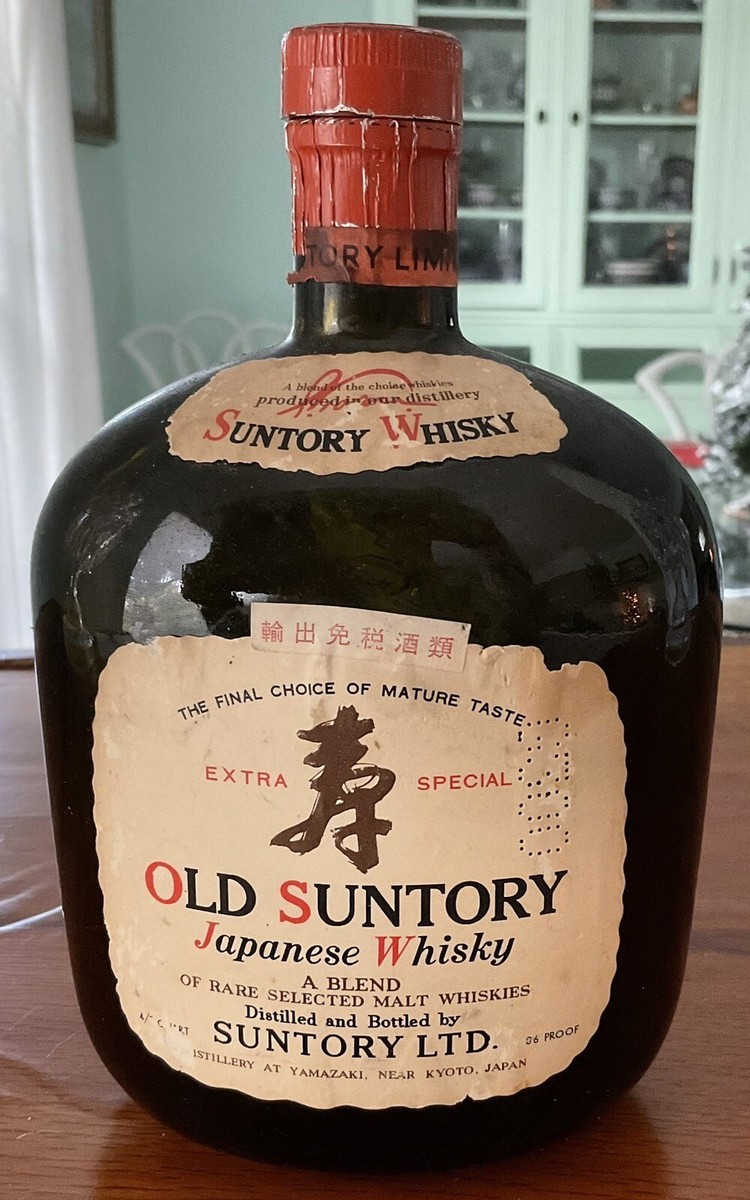 TORY LIM
A blend of the choice whiskies
produced in our distillery
SUNTORY WHISKY
輸出免税酒類
THE FINAL CHOICE OF MATURE TASTE
EXTRA 寿 SPECIAL
OLD SUNTORY
Japanese Whisky
A BLEND
OF RARE SELECTED MALT WHISKIES
Distilled and Bottled by
SUNTORY LTD.
PROOF
ISTILLERY AT YAMAZAKI, NEAR KYOTO, JAPAN